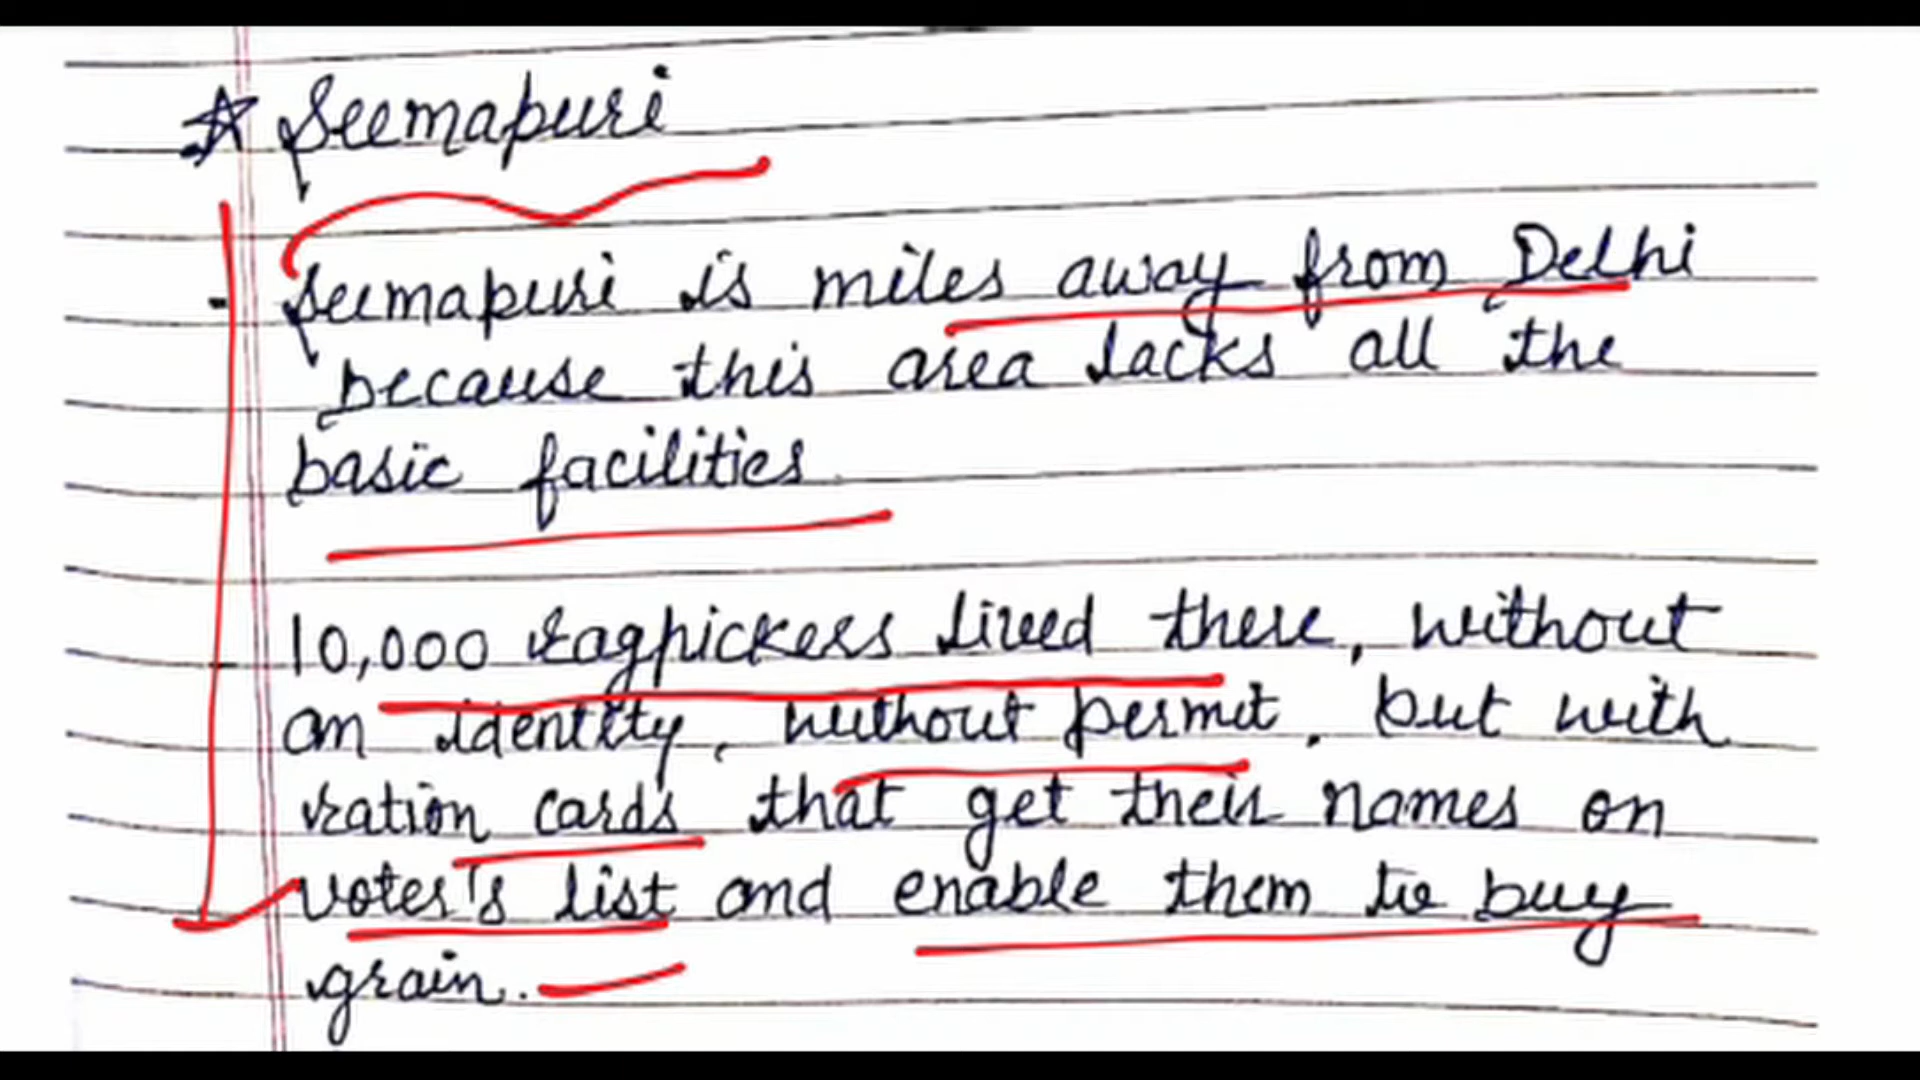 ☆ Seemapuri
- Seemapuri is miles away from Delhi
because this area lacks all the
basic facilities
- 10,000 ragpickers lived there, without
an identity, without permit, but with
ration cards that get their names on
voter's list and enable them to buy
grain.